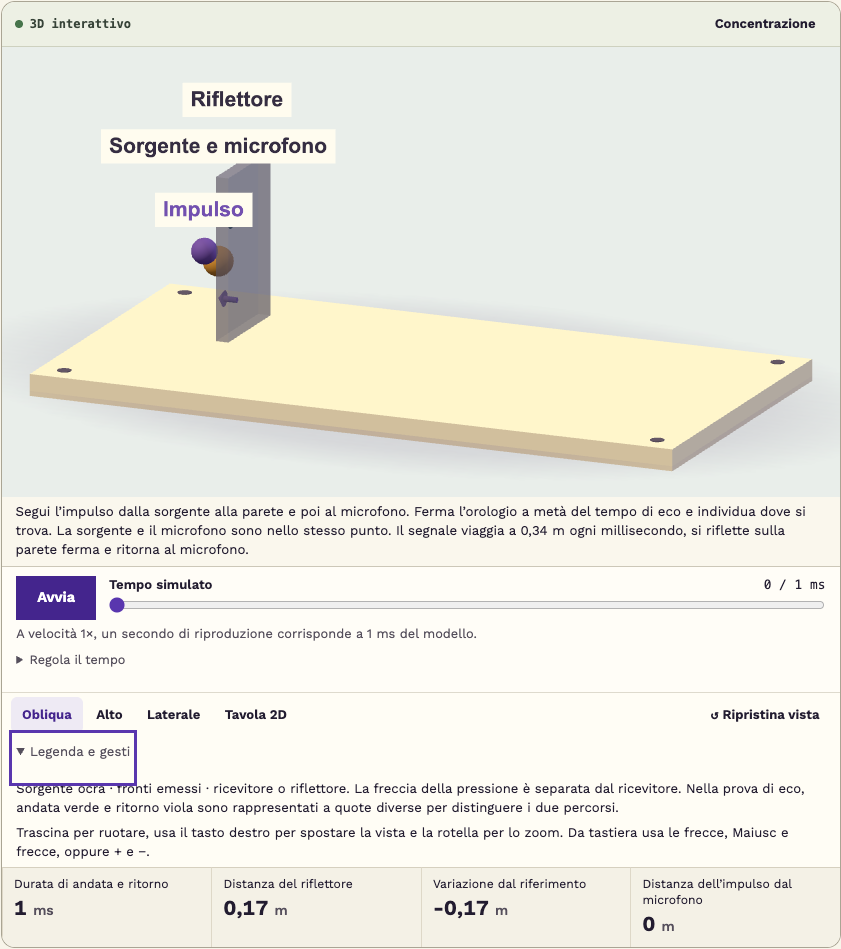 3D interattivo
Concentrazione
Riflettore
Sorgente e microfono
Impulso
Segui l’impulso dalla sorgente alla parete e poi al microfono. Ferma l’orologio a metà del tempo di eco e individua dove si
trova. La sorgente e il microfono sono nello stesso punto. Il segnale viaggia a 0,34 m ogni millisecondo, si riflette sulla
parete ferma e ritorna al microfono.
Avvia
Tempo simulato
0 / 1 ms
A velocità 1×, un secondo di riproduzione corrisponde a 1 ms del modello.
Regola il tempo
Obliqua
Alto
Laterale
Tavola 2D
↺ Ripristina vista
Legenda e gesti
Sorgente ocra · fronti emessi · ricevitore o riflettore. La freccia della pressione è separata dal ricevitore. Nella prova di eco,
andata verde e ritorno viola sono rappresentati a quote diverse per distinguere i due percorsi.
Trascina per ruotare, usa il tasto destro per spostare la vista e la rotella per lo zoom. Da tastiera usa le frecce, Maiusc e
frecce, oppure + e −.
Durata di andata e ritorno
1 ms
Distanza del riflettore
0,17 m
Variazione dal riferimento
-0,17 m
Distanza dell’impulso dal
microfono
0 m